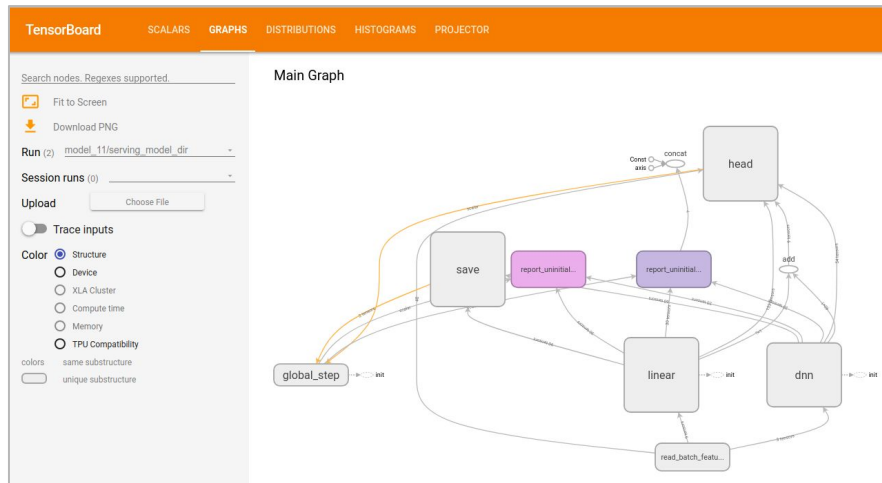 TensorBoard SCALARS GRAPHS DISTRIBUTIONS HISTOGRAMS PROJECTOR
Search nodes. Regexes supported.
Fit to Screen
Download PNG
Run (2) model_11/serving_model_dir
Session runs (0)
Upload Choose File
Trace inputs
Color Structure
Device
XLA Cluster
Compute time
Memory
TPU Compatibility
colors same substructure
unique substructure
Main Graph
Const
axis
concat
head
save
report_uninitial...
report_uninitial...
add
global_step
init
linear
init
dnn
init
read_batch_featu...